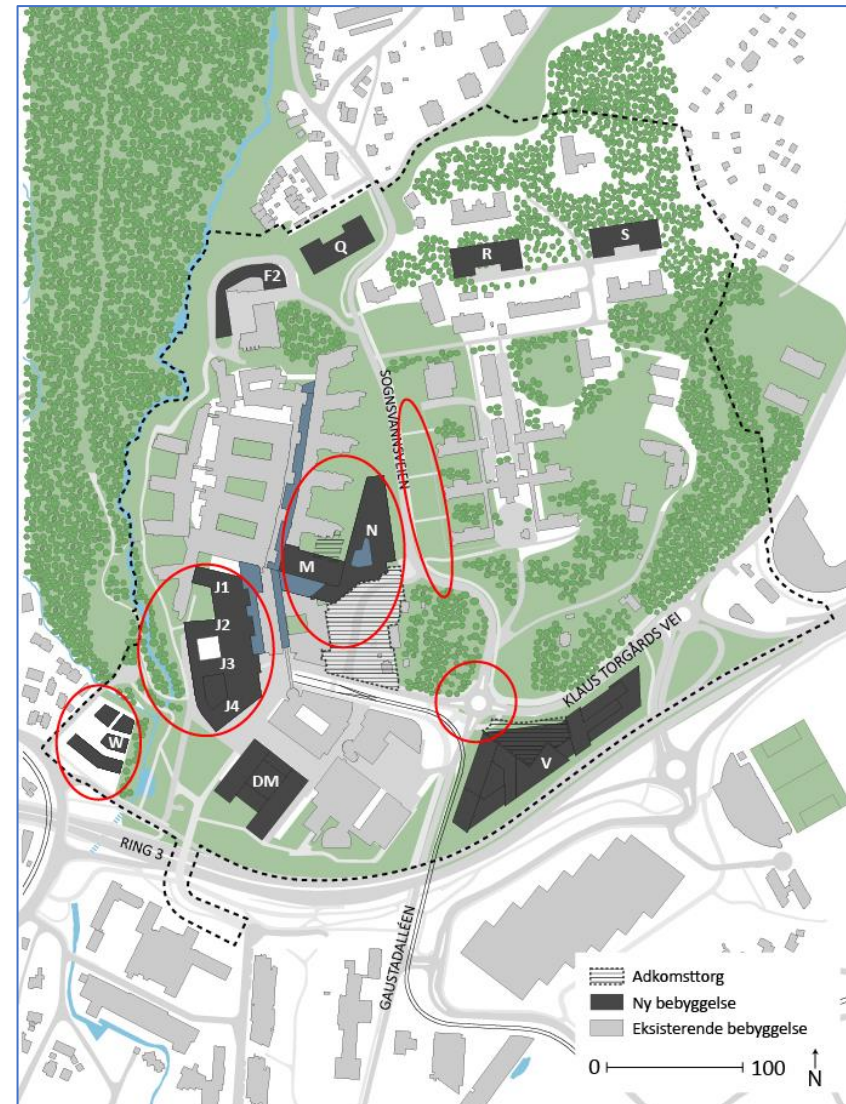 Q
S
R
F2
SOGNSVANNSVEIEN
N
M
J1
J2
J3
J4
KLAUS TORGÅRDS VEI
W
V
DM
RING 3
GAUSTADALLÉEN
Adkomsttorg
Ny bebyggelse
Eksisterende bebyggelse
0 100
N